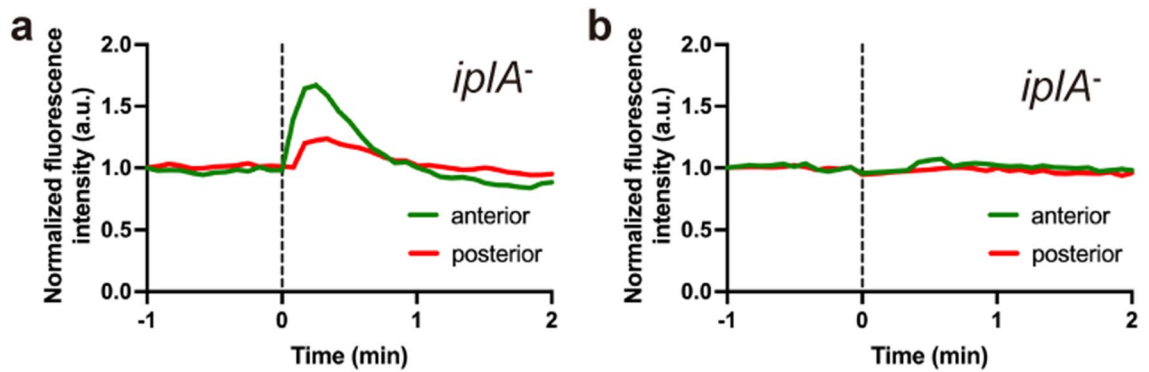 a
Normalized fluorescence
intensity (a.u.)
2.0
1.5
1.0
0.5
0.0
iplA-
anterior
posterior
-1
0
1
2
Time (min)
b
Normalized fluorescence
intensity (a.u.)
2.0
1.5
1.0
0.5
0.0
iplA-
anterior
posterior
-1
0
1
2
Time (min)